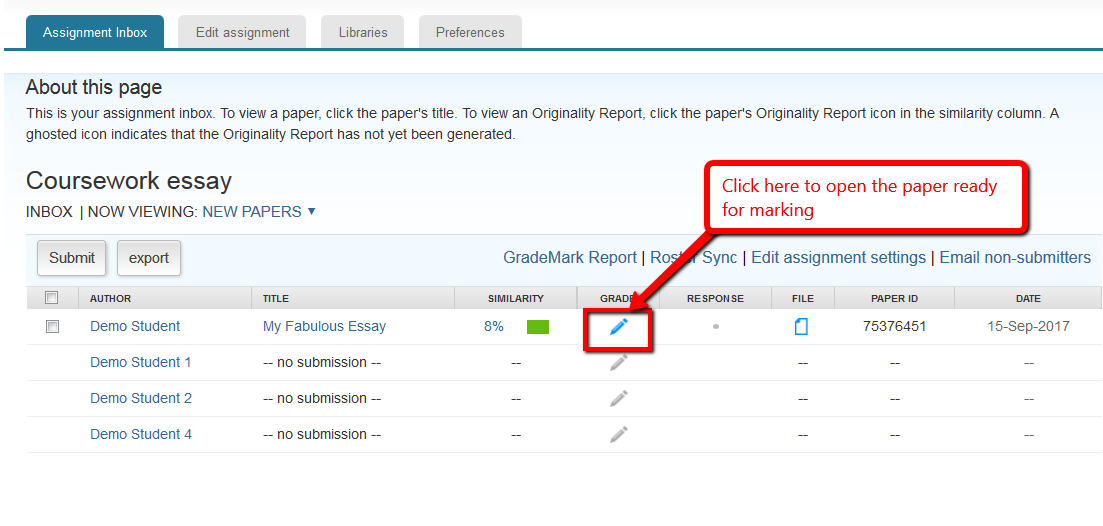 Assignment Inbox Edit assignment Libraries Preferences
About this page
This is your assignment inbox. To view a paper, click the paper's title. To view an Originality Report, click the paper's Originality Report icon in the similarity column. A
ghosted icon indicates that the Originality Report has not yet been generated.
Coursework essay
Click here to open the paper ready
for marking
INBOX | NOW VIEWING: NEW PAPERS ▼
Submit export GradeMark Report | Roster Sync | Edit assignment settings | Email non-submitters
AUTHOR TITLE SIMILARITY GRADE RESPONSE FILE PAPER ID DATE
Demo Student My Fabulous Essay 8% 75376451 15-Sep-2017
Demo Student 1 -- no submission -- -- -- -- --
Demo Student 2 -- no submission -- -- -- -- --
Demo Student 4 -- no submission -- -- -- -- --